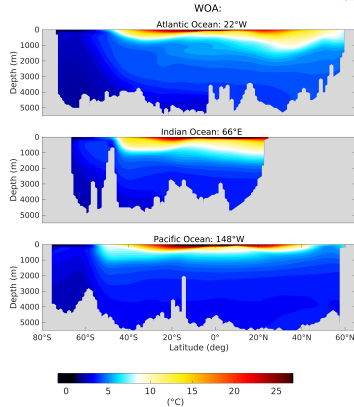 WOA:
Atlantic Ocean: 22°W
0
1000
2000
3000
4000
5000
Depth (m)
Indian Ocean: 66°E
0
1000
2000
3000
4000
5000
Depth (m)
Pacific Ocean: 148°W
0
1000
2000
3000
4000
5000
Depth (m)
80°S 60°S 40°S 20°S 0° 20°N 40°N 60°N
Latitude (deg)
0 5 10 15 20 25
(°C)